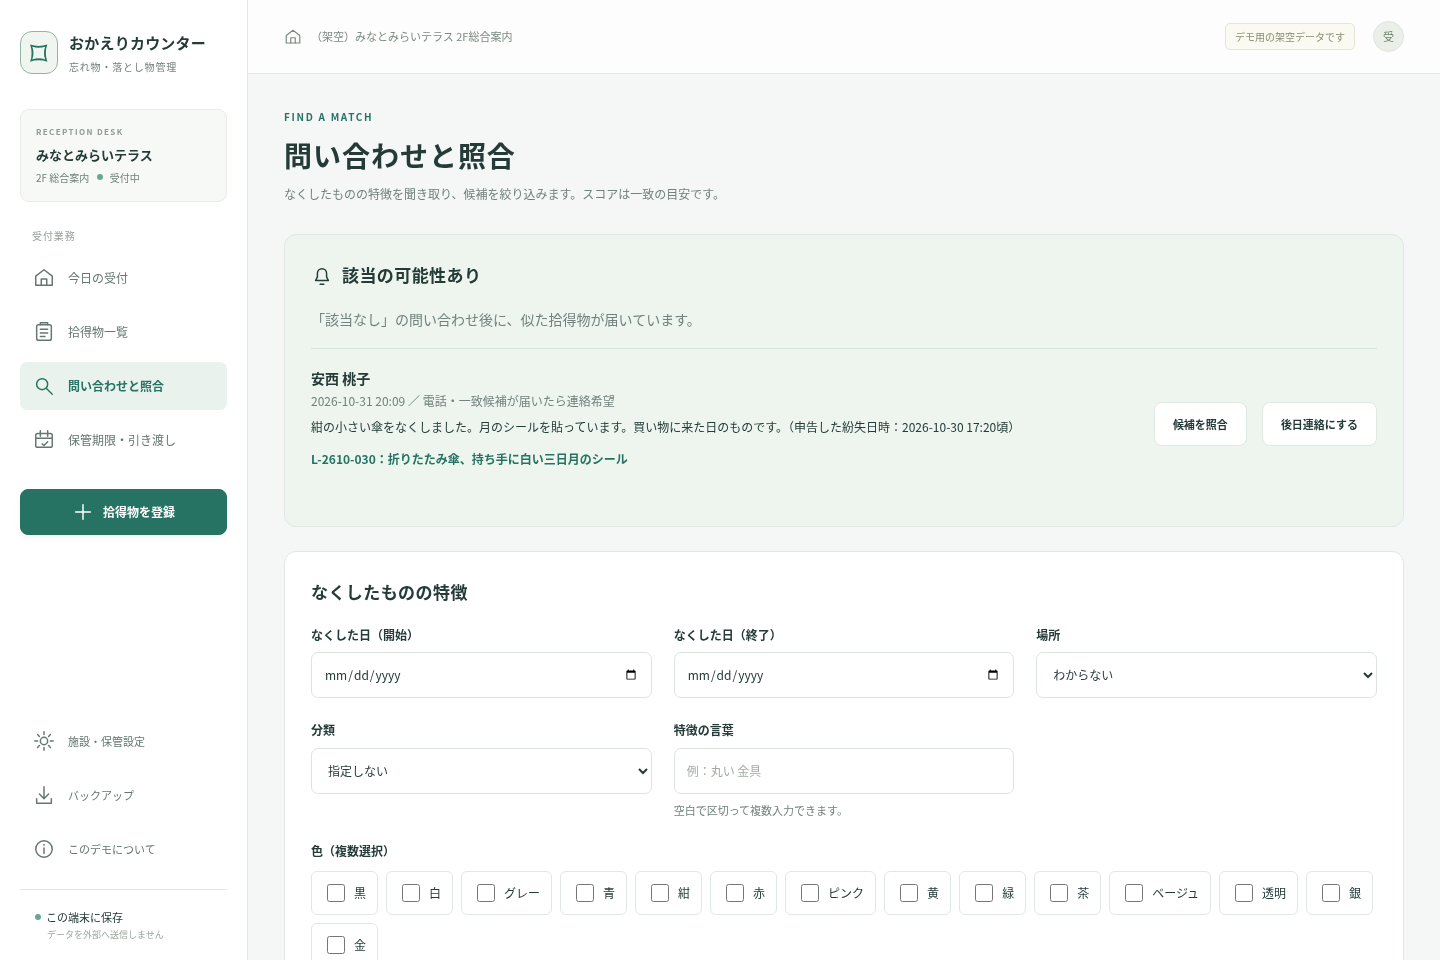 おかえりカウンター
忘れ物・落とし物管理
RECEPTION DESK
みなとみらいテラス
2F 総合案内 受付中
受付業務
今日の受付
拾得物一覧
問い合わせと照合
保管期限・引き渡し
拾得物を登録
施設・保管設定
バックアップ
このデモについて
この端末に保存
データを外部へ送信しません
（架空）みなとみらいテラス 2F総合案内
デモ用の架空データです
受
FIND A MATCH
問い合わせと照合
なくしたものの特徴を聞き取り、候補を絞り込みます。スコアは一致の目安です。
該当の可能性あり
「該当なし」の問い合わせ後に、似た拾得物が届いています。
安西 桃子
2026-10-31 20:09 ／ 電話・一致候補が届いたら連絡希望
紺の小さい傘をなくしました。月のシールを貼っています。買い物に来た日のものです。（申告した紛失日時：2026-10-30 17:20頃）
L-2610-030：折りたたみ傘、持ち手に白い三日月のシール
候補を照合
後日連絡にする
なくしたものの特徴
なくした日（開始）
mm/dd/yyyy
なくした日（終了）
mm/dd/yyyy
場所
わからない
分類
指定しない
特徴の言葉
例：丸い 金具
空白で区切って複数入力できます。
色（複数選択）
黒 白 グレー 青 紺 赤 ピンク 黄 緑 茶 ベージュ 透明 銀
金